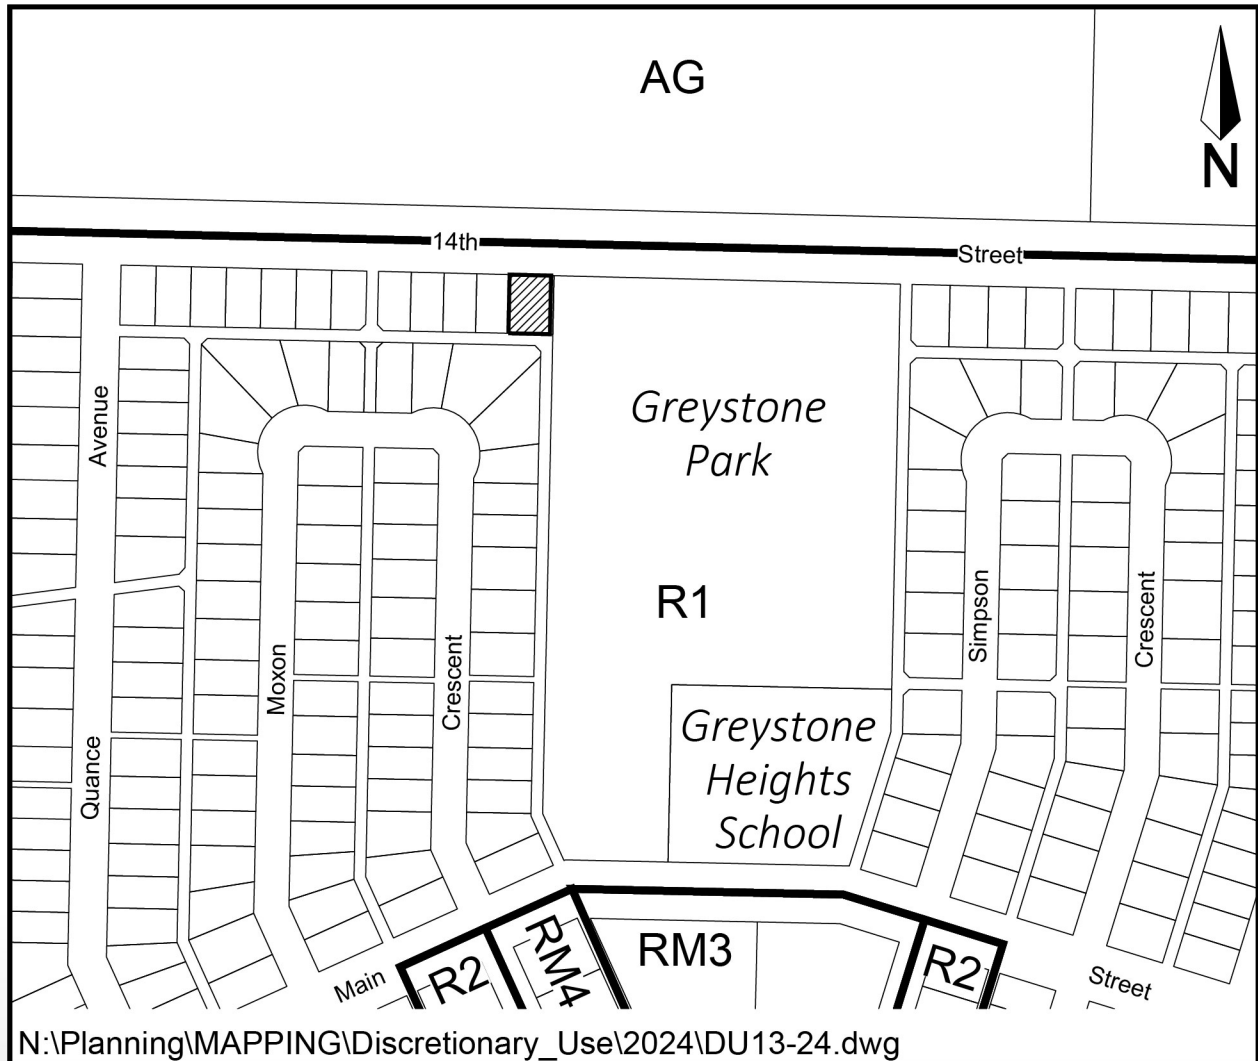 AG
N
14th
Street
Greystone
Park
Avenue
R1
Simpson
Crescent
Moxon
Crescent
Greystone
Heights
School
Quance
Main
R2
RM4
RM3
R2
Street
N:\Planning\MAPPING\Discretionary_Use\2024\DU13-24.dwg